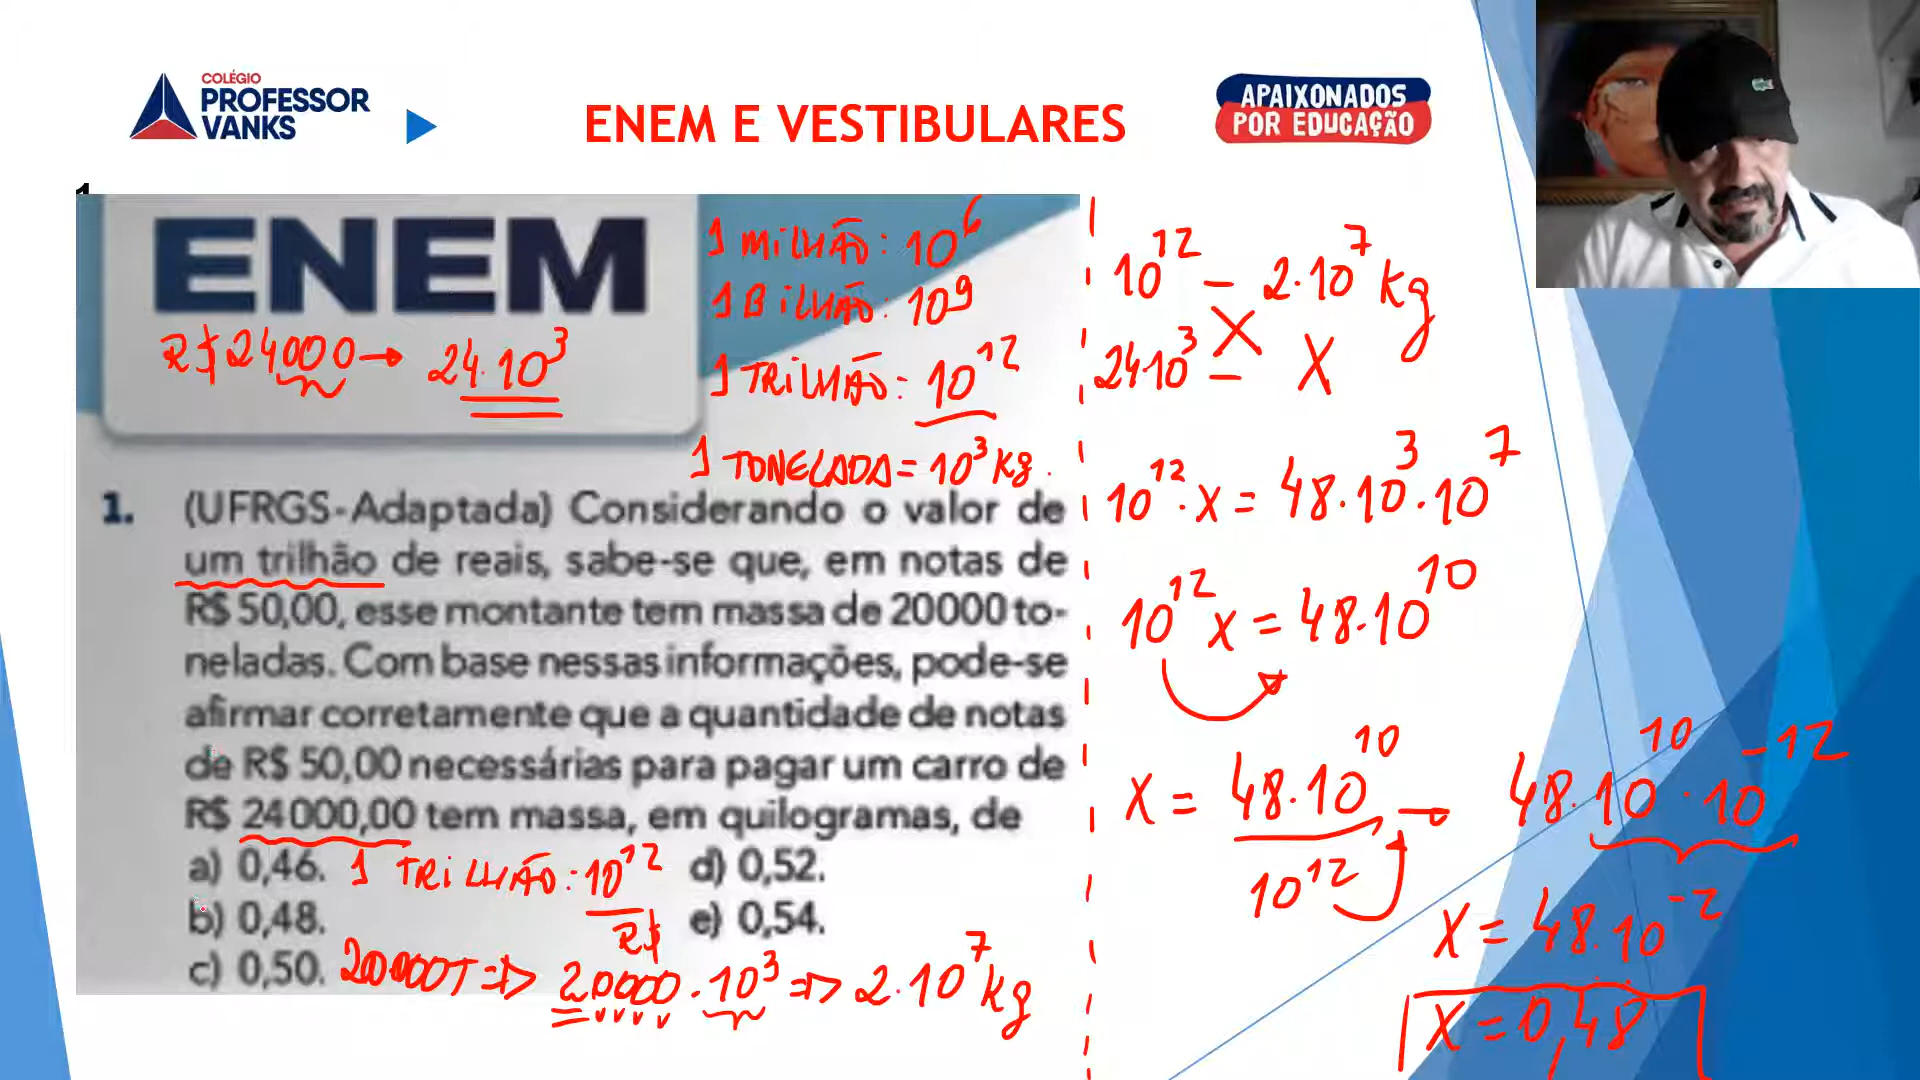 COLÉGIO
PROFESSOR
VANKS
ENEM E VESTIBULARES
APAIXONADOS
POR EDUCAÇÃO
ENEM
R$ 24000 → 24·10³
1 MILHÃO: 10⁶
1 BILHÃO: 10⁹
1 TRILHÃO: 10¹²
1 TONELADA = 10³ kg.
1. (UFRGS-Adaptada) Considerando o valor de
um trilhão de reais, sabe-se que, em notas de
R$ 50,00, esse montante tem massa de 20000 to-
neladas. Com base nessas informações, pode-se
afirmar corretamente que a quantidade de notas
de R$ 50,00 necessárias para pagar um carro de
R$ 24000,00 tem massa, em quilogramas, de
a) 0,46.
b) 0,48.
c) 0,50.
d) 0,52.
e) 0,54.
1 TRILHÃO: 10¹²
R$
20000T => 20000·10³ => 2·10⁷ kg
10¹² – 2·10⁷ kg
24·10³ – X
10¹²·x = 48·10³·10⁷
10¹² x = 48·10¹⁰
x = 48·10¹⁰ / 10¹² → 48·10¹⁰·10⁻¹²
X = 48·10⁻²
X = 0,48